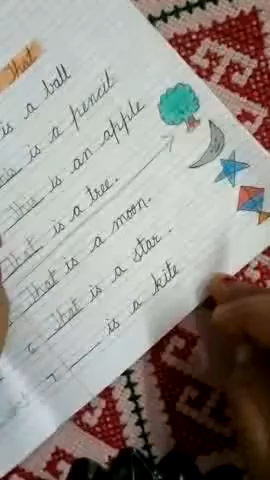 That
is a ball
is a pencil
This is an apple
That is a tree.
That is a moon.
That is a star.
is a kite